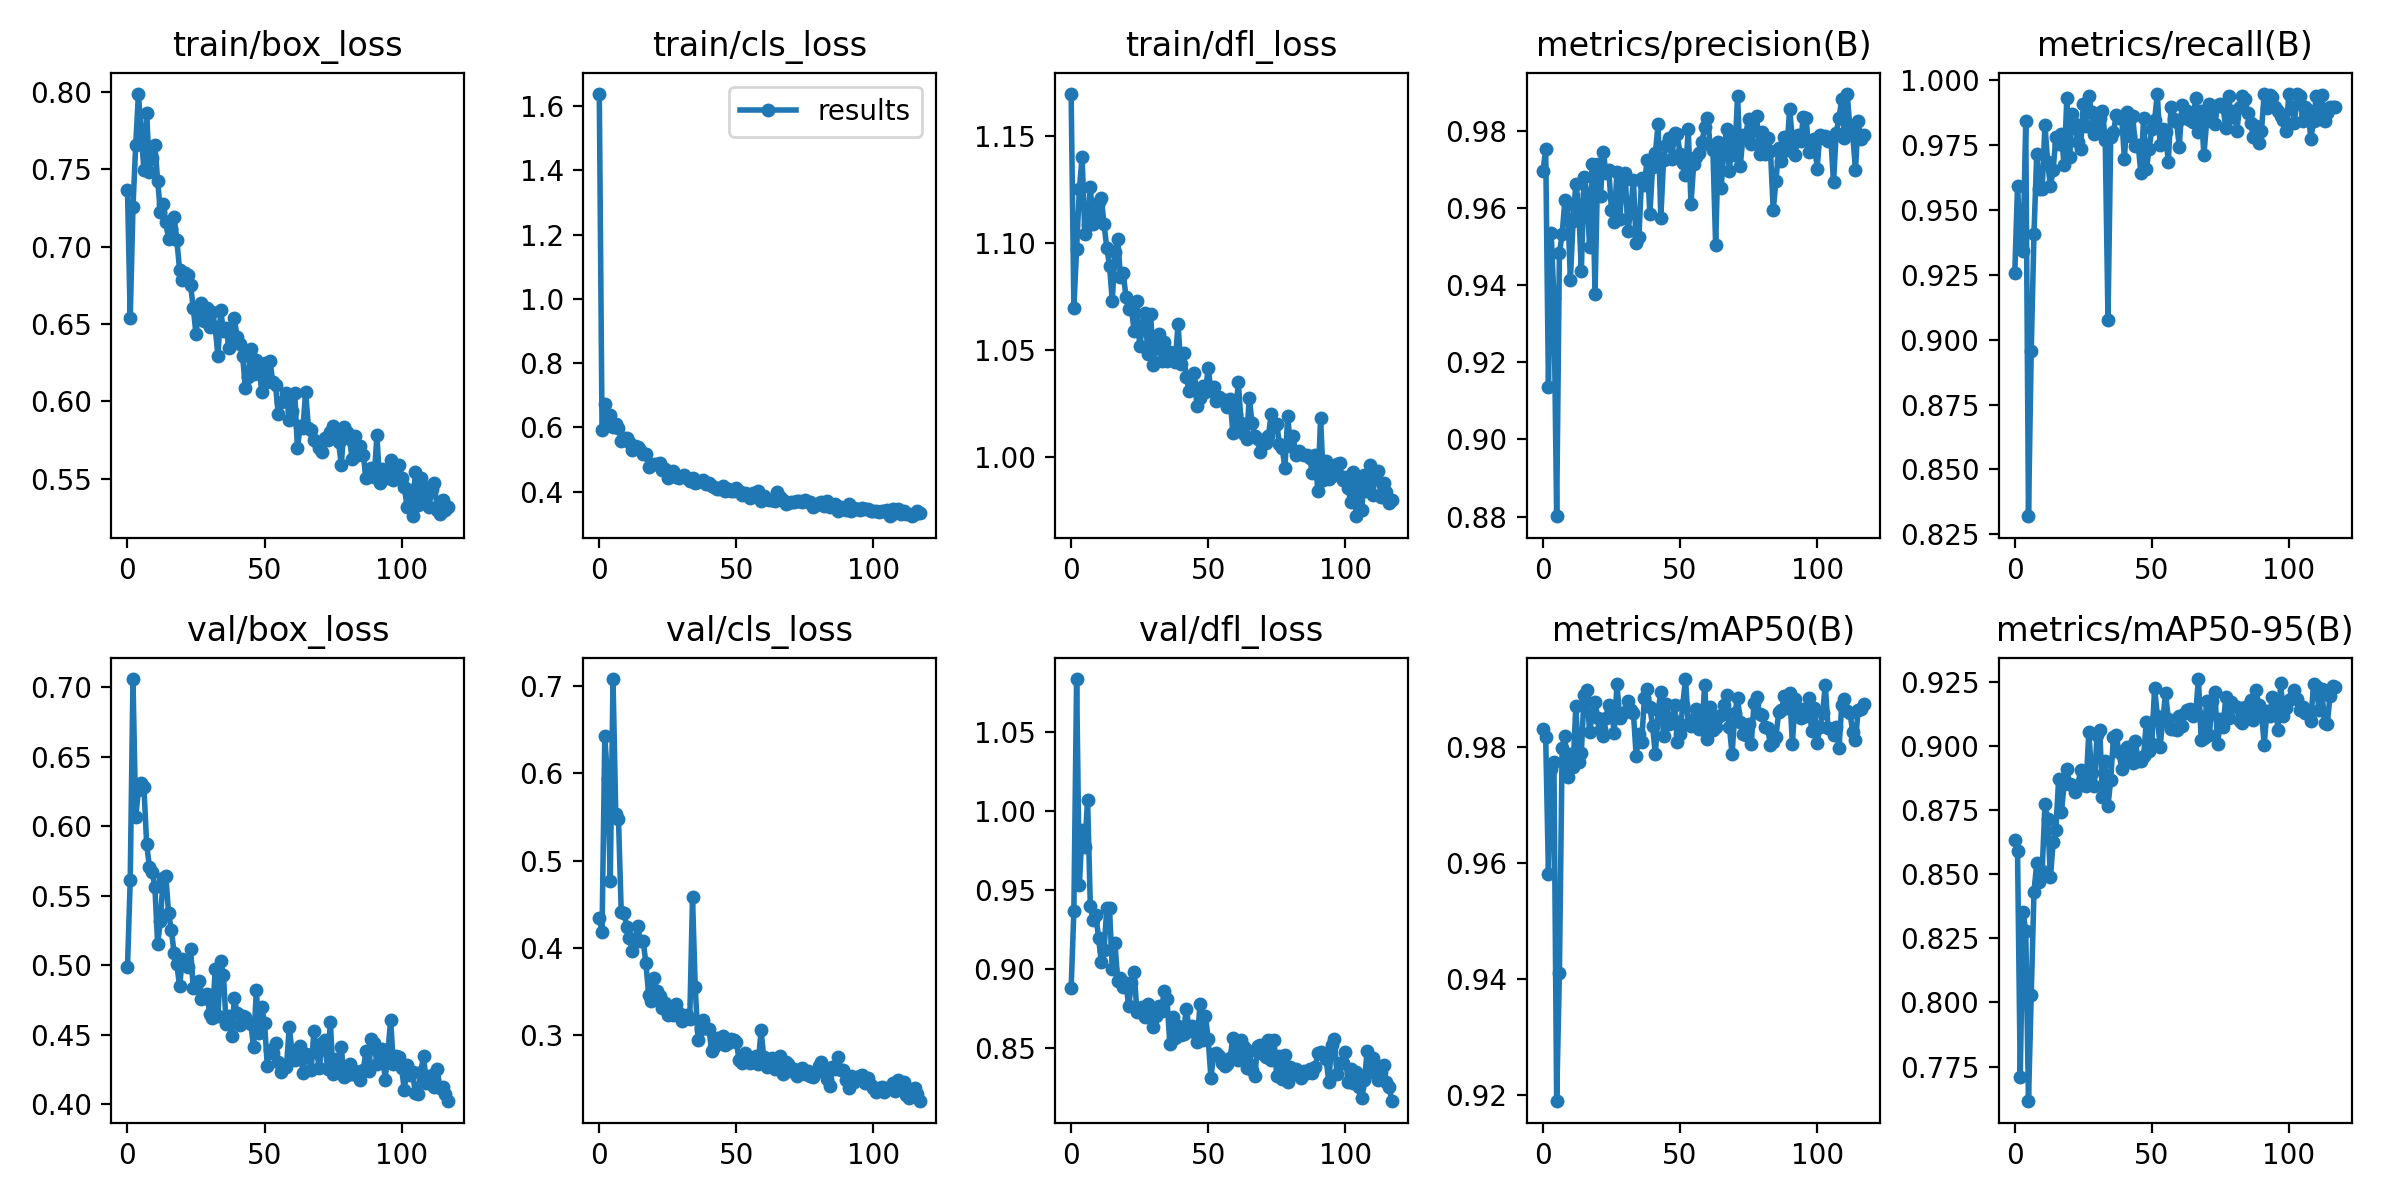 train/box_loss
0.80
0.75
0.70
0.65
0.60
0.55
0 50 100
train/cls_loss
results
1.6
1.4
1.2
1.0
0.8
0.6
0.4
0 50 100
train/dfl_loss
1.15
1.10
1.05
1.00
0 50 100
metrics/precision(B)
0.98
0.96
0.94
0.92
0.90
0.88
0 50 100
metrics/recall(B)
1.000
0.975
0.950
0.925
0.900
0.875
0.850
0.825
0 50 100
val/box_loss
0.70
0.65
0.60
0.55
0.50
0.45
0.40
0 50 100
val/cls_loss
0.7
0.6
0.5
0.4
0.3
0 50 100
val/dfl_loss
1.05
1.00
0.95
0.90
0.85
0 50 100
metrics/mAP50(B)
0.98
0.96
0.94
0.92
0 50 100
metrics/mAP50-95(B)
0.925
0.900
0.875
0.850
0.825
0.800
0.775
0 50 100